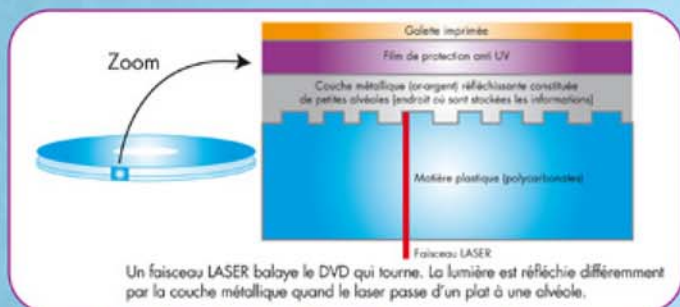 Zoom
Galette imprimée
Film de protection anti UV
Couche métallique (or-argent) réfléchissante constituée
de petites alvéoles (endroit où sont stockées les informations)
Matière plastique (polycarbonates)
Faisceau LASER
Un faisceau LASER balaye le DVD qui tourne. La lumière est réfléchie différemment
par la couche métallique quand le laser passe d'un plat à une alvéole.